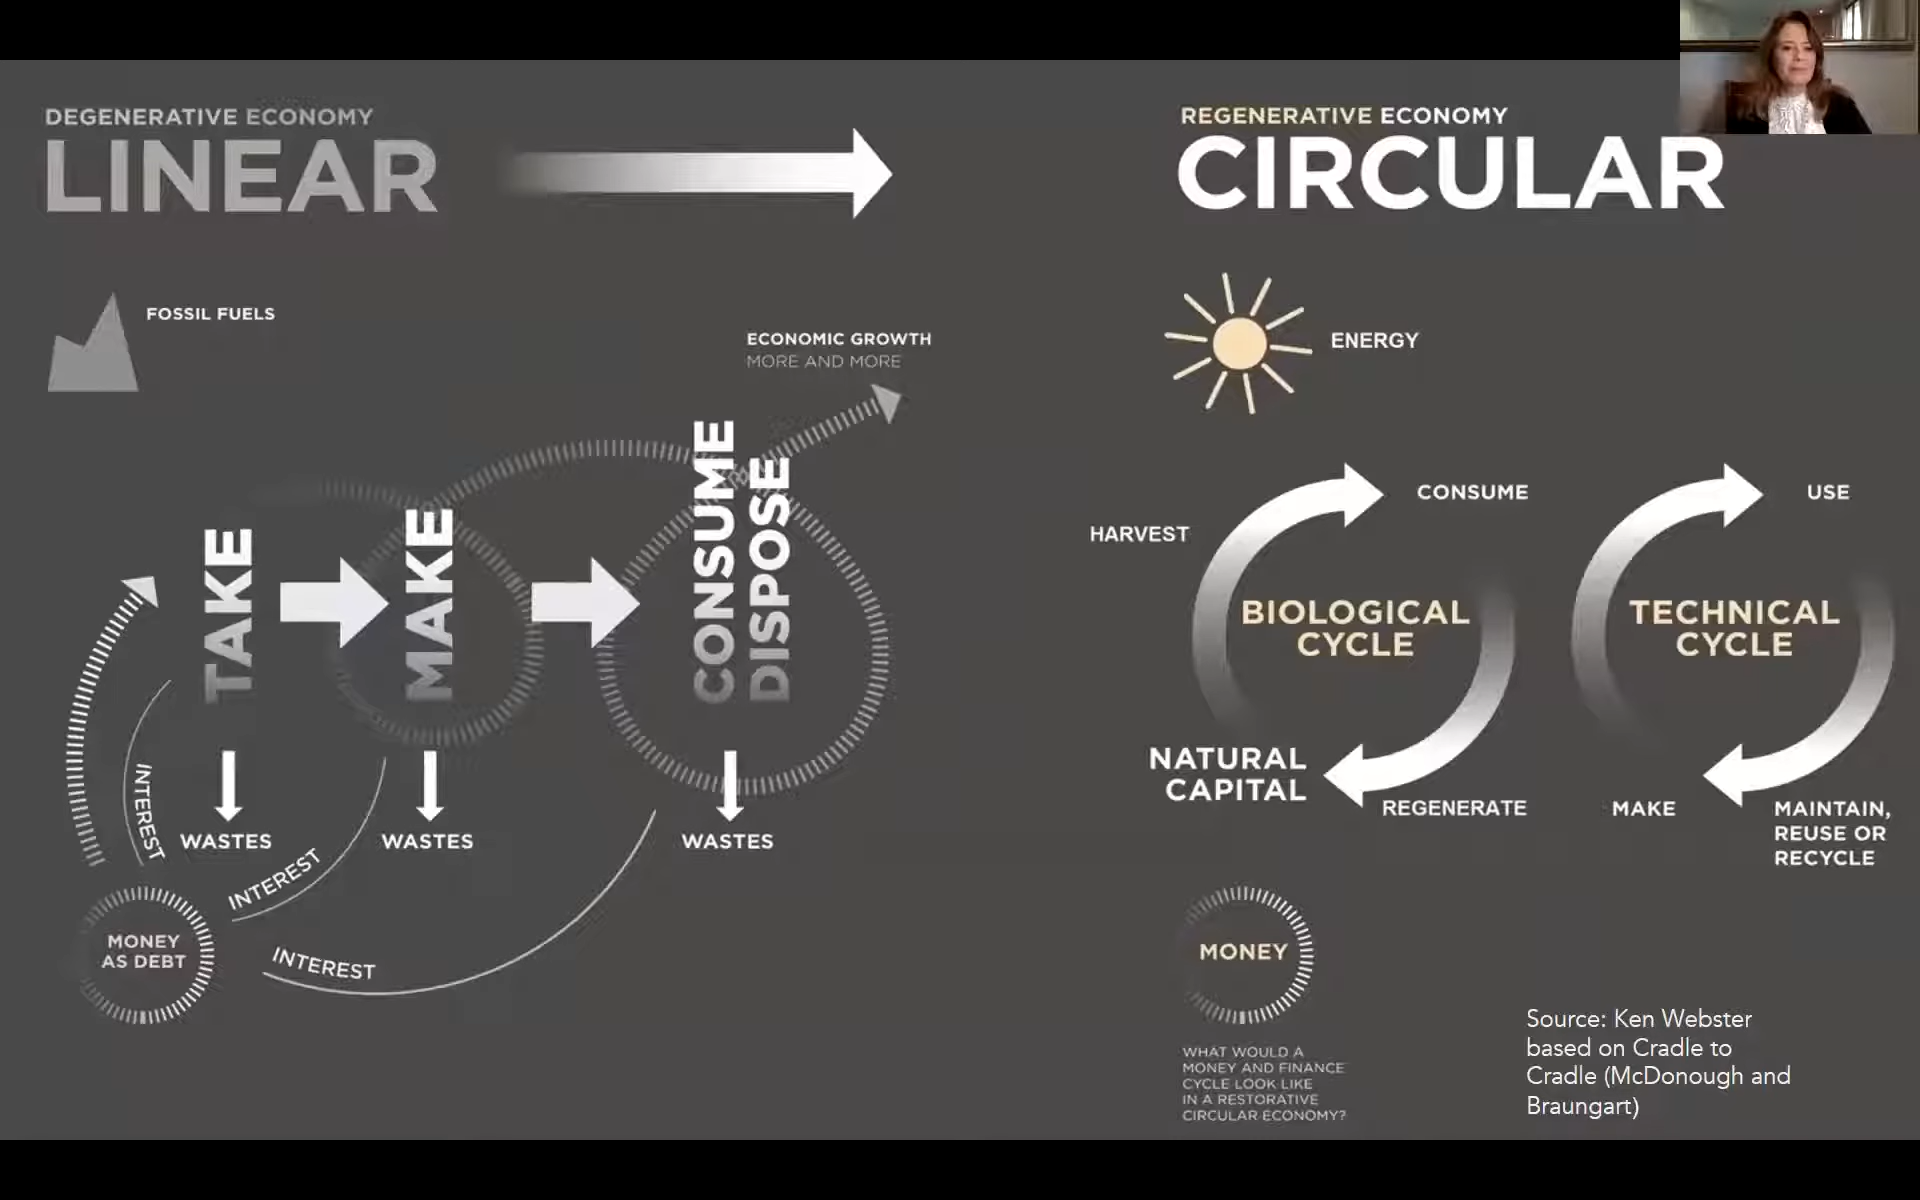 DEGENERATIVE ECONOMY
LINEAR
FOSSIL FUELS
ECONOMIC GROWTH
MORE AND MORE
TAKE
MAKE
CONSUME
DISPOSE
WASTES
WASTES
WASTES
INTEREST
INTEREST
INTEREST
MONEY
AS DEBT
REGENERATIVE ECONOMY
CIRCULAR
ENERGY
HARVEST
CONSUME
BIOLOGICAL
CYCLE
NATURAL
CAPITAL
REGENERATE
USE
TECHNICAL
CYCLE
MAKE
MAINTAIN,
REUSE OR
RECYCLE
MONEY
WHAT WOULD A
MONEY AND FINANCE
CYCLE LOOK LIKE
IN A RESTORATIVE
CIRCULAR ECONOMY?
Source: Ken Webster
based on Cradle to
Cradle (McDonough and
Braungart)